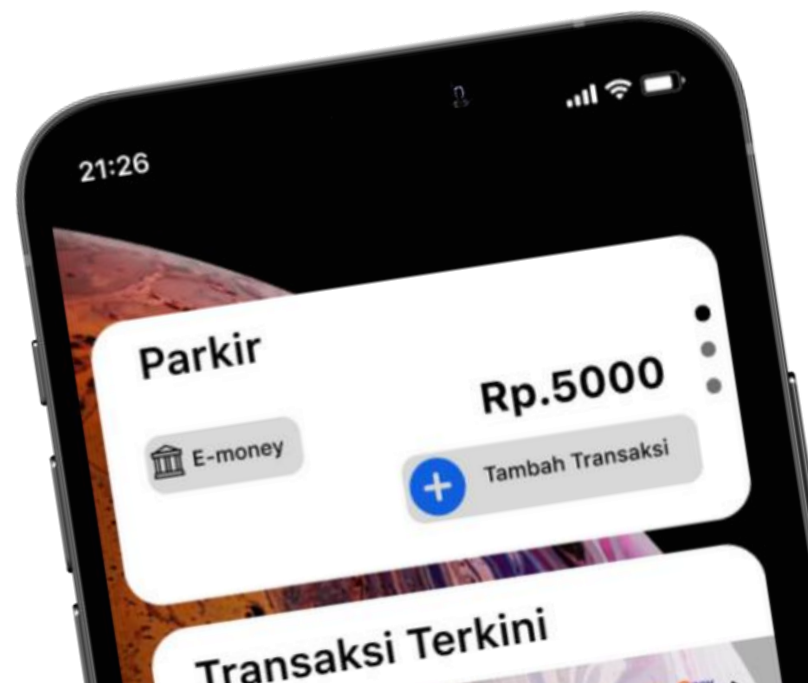 21:26
Parkir
Rp.5000
E-money
Tambah Transaksi
Transaksi Terkini